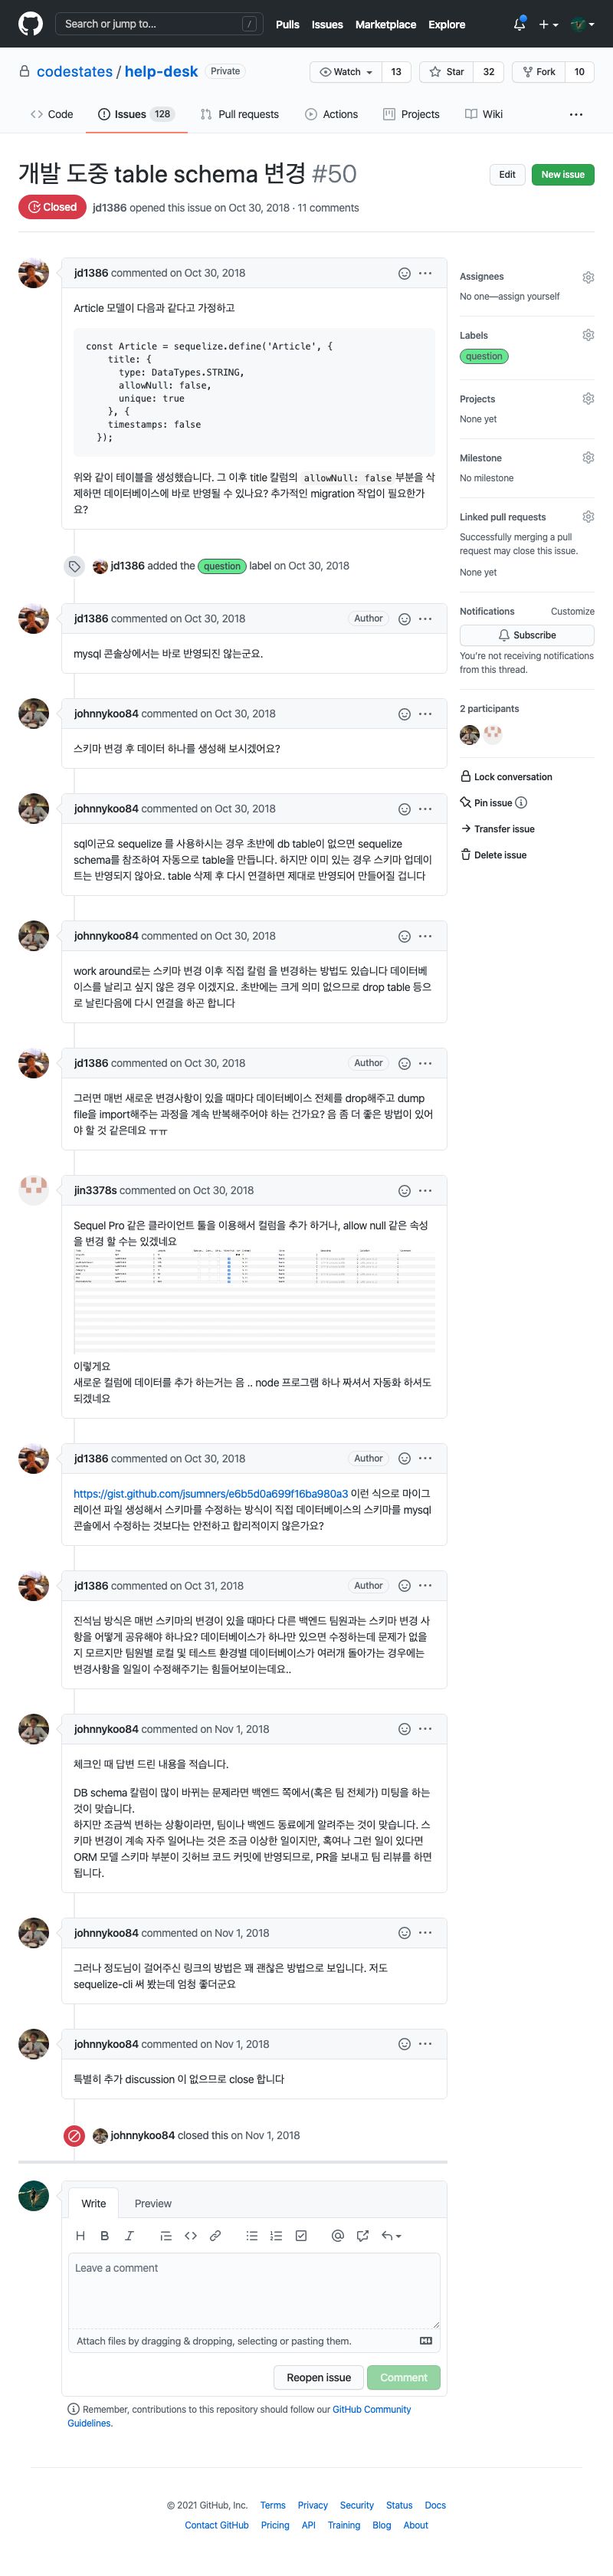 Search or jump to...
/
Pulls Issues Marketplace Explore
codestates / help-desk Private
Watch 13 Star 32 Fork 10
Code Issues 128 Pull requests Actions Projects Wiki
개발 도중 table schema 변경 #50
Edit New issue
Closed jd1386 opened this issue on Oct 30, 2018 · 11 comments
jd1386 commented on Oct 30, 2018
Article 모델이 다음과 같다고 가정하고
const Article = sequelize.define('Article', {
title: {
type: DataTypes.STRING,
allowNull: false,
unique: true
}, {
timestamps: false
});
위와 같이 테이블을 생성했습니다. 그 이후 title 칼럼의 allowNull: false 부분을 삭
제하면 데이터베이스에 바로 반영될 수 있나요? 추가적인 migration 작업이 필요한가
요?
Assignees
No one—assign yourself
Labels
question
Projects
None yet
Milestone
No milestone
Linked pull requests
Successfully merging a pull
request may close this issue.
None yet
Notifications Customize
Subscribe
You're not receiving notifications
from this thread.
2 participants
Lock conversation
Pin issue
Transfer issue
Delete issue
jd1386 added the question label on Oct 30, 2018
jd1386 commented on Oct 30, 2018 Author
mysql 콘솔상에서는 바로 반영되진 않는군요.
johnnykoo84 commented on Oct 30, 2018
스키마 변경 후 데이터 하나를 생성해 보시겠어요?
johnnykoo84 commented on Oct 30, 2018
sql이군요 sequelize 를 사용하시는 경우 초반에 db table이 없으면 sequelize
schema를 참조하여 자동으로 table을 만듭니다. 하지만 이미 있는 경우 스키마 업데이
트는 반영되지 않아요. table 삭제 후 다시 연결하면 제대로 반영되어 만들어질 겁니다
johnnykoo84 commented on Oct 30, 2018
work around로는 스키마 변경 이후 직접 칼럼 을 변경하는 방법도 있습니다 데이터베
이스를 날리고 싶지 않은 경우 이겠지요. 초반에는 크게 의미 없으므로 drop table 등으
로 날린다음에 다시 연결을 하곤 합니다
jd1386 commented on Oct 30, 2018 Author
그러면 매번 새로운 변경사항이 있을 때마다 데이터베이스 전체를 drop해주고 dump
file을 import해주는 과정을 계속 반복해주어야 하는 건가요? 음 좀 더 좋은 방법이 있어
야 할 것 같은데요 ㅠㅠ
jin3378s commented on Oct 30, 2018
Sequel Pro 같은 클라이언트 툴을 이용해서 컬럼을 추가 하거나, allow null 같은 속성
을 변경 할 수는 있겠네요
이렇게요
새로운 컬럼에 데이터를 추가 하는거는 음 .. node 프로그램 하나 짜셔서 자동화 하셔도
되겠네요
jd1386 commented on Oct 30, 2018 Author
https://gist.github.com/jsumners/e6b5d0a699f16ba980a3 이런 식으로 마이그
레이션 파일 생성해서 스키마를 수정하는 방식이 직접 데이터베이스의 스키마를 mysql
콘솔에서 수정하는 것보다는 안전하고 합리적이지 않은가요?
jd1386 commented on Oct 31, 2018 Author
진석님 방식은 매번 스키마의 변경이 있을 때마다 다른 백엔드 팀원과는 스키마 변경 사
항을 어떻게 공유해야 하나요? 데이터베이스가 하나만 있으면 수정하는데 문제가 없을
지 모르지만 팀원별 로컬 및 테스트 환경별 데이터베이스가 여러개 돌아가는 경우에는
변경사항을 일일이 수정해주기는 힘들어보이는데요..
johnnykoo84 commented on Nov 1, 2018
체크인 때 답변 드린 내용을 적습니다.
DB schema 칼럼이 많이 바뀌는 문제라면 백엔드 쪽에서(혹은 팀 전체가) 미팅을 하는
것이 맞습니다.
하지만 조금씩 변하는 상황이라면, 팀이나 백엔드 동료에게 알려주는 것이 맞습니다. 스
키마 변경이 계속 자주 일어나는 것은 조금 이상한 일이지만, 혹여나 그런 일이 있다면
ORM 모델 스키마 부분이 깃허브 코드 커밋에 반영되므로, PR을 보내고 팀 리뷰를 하면
됩니다.
johnnykoo84 commented on Nov 1, 2018
그러나 정도님이 걸어주신 링크의 방법은 꽤 괜찮은 방법으로 보입니다. 저도
sequelize-cli 써 봤는데 엄청 좋더군요
johnnykoo84 commented on Nov 1, 2018
특별히 추가 discussion 이 없으므로 close 합니다
johnnykoo84 closed this on Nov 1, 2018
Write Preview
Leave a comment
Attach files by dragging & dropping, selecting or pasting them.
Reopen issue Comment
Remember, contributions to this repository should follow our GitHub Community
Guidelines.
© 2021 GitHub, Inc. Terms Privacy Security Status Docs
Contact GitHub Pricing API Training Blog About